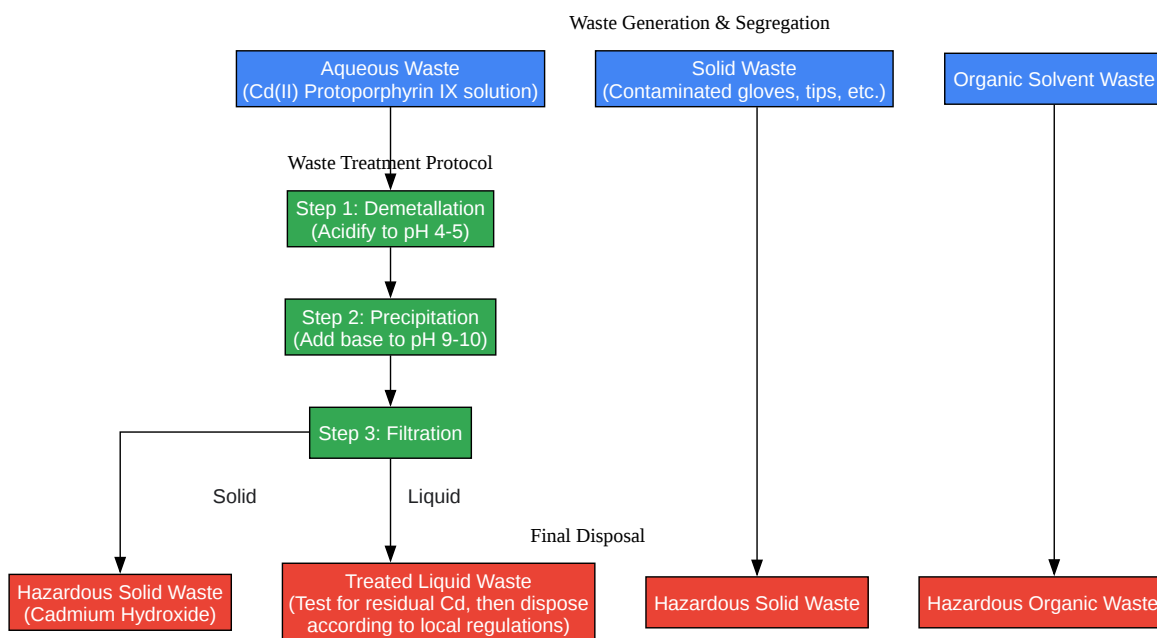 Waste Generation & Segregation
Aqueous Waste
(Cd(II) Protoporphyrin IX solution)
Solid Waste
(Contaminated gloves, tips, etc.)
Organic Solvent Waste
Waste Treatment Protocol
Step 1: Demetallation
(Acidify to pH 4-5)
Step 2: Precipitation
(Add base to pH 9-10)
Step 3: Filtration
Solid
Liquid
Final Disposal
Hazardous Solid Waste
(Cadmium Hydroxide)
Treated Liquid Waste
(Test for residual Cd, then dispose
according to local regulations)
Hazardous Solid Waste
Hazardous Organic Waste